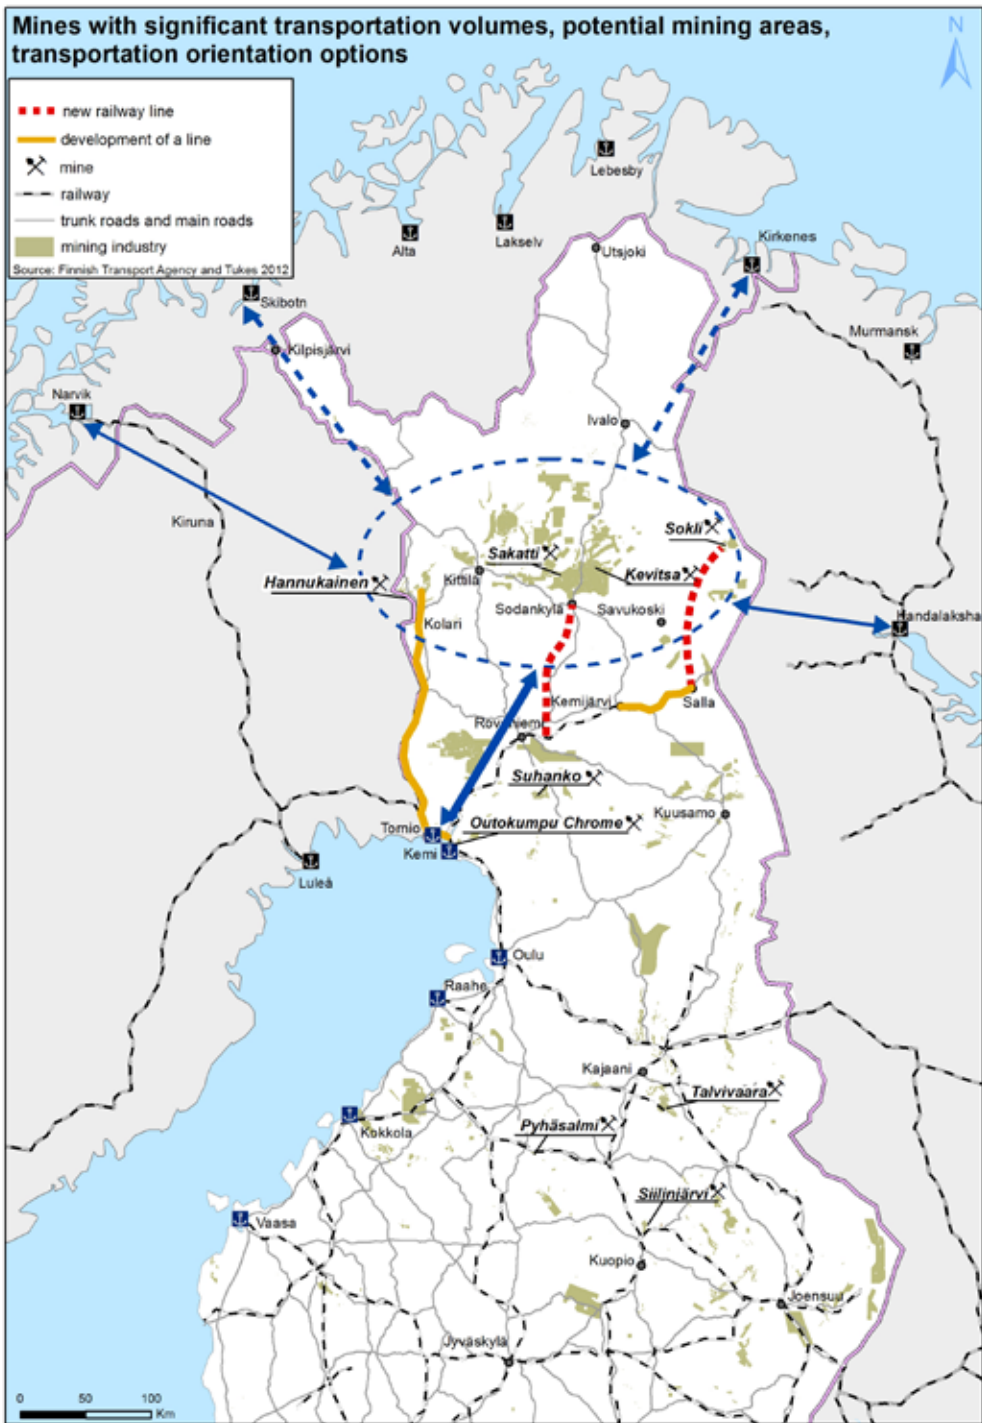 Mines with significant transportation volumes, potential mining areas,
transportation orientation options
N
new railway line
development of a line
mine
railway
trunk roads and main roads
mining industry
Source: Finnish Transport Agency and Tukes 2012
Lebesby
Lakselv
Alta
Utsjoki
Kirkenes
Skibotn
Murmansk
Kilpisjärvi
Narvik
Ivalo
Kiruna
Sokli
Sakatti
Kevitsa
Hannukainen
Kittilä
Sodankylä
Savukoski
Kolari
Kandalaksha
Kemijärvi
Salla
Rovaniemi
Suhanko
Kuusamo
Outokumpu Chrome
Tornio
Kemi
Luleå
Oulu
Raahe
Kajaani
Talvivaara
Kokkola
Pyhäsalmi
Siilinjärvi
Vaasa
Kuopio
Joensuu
Jyväskylä
0 50 100
Km